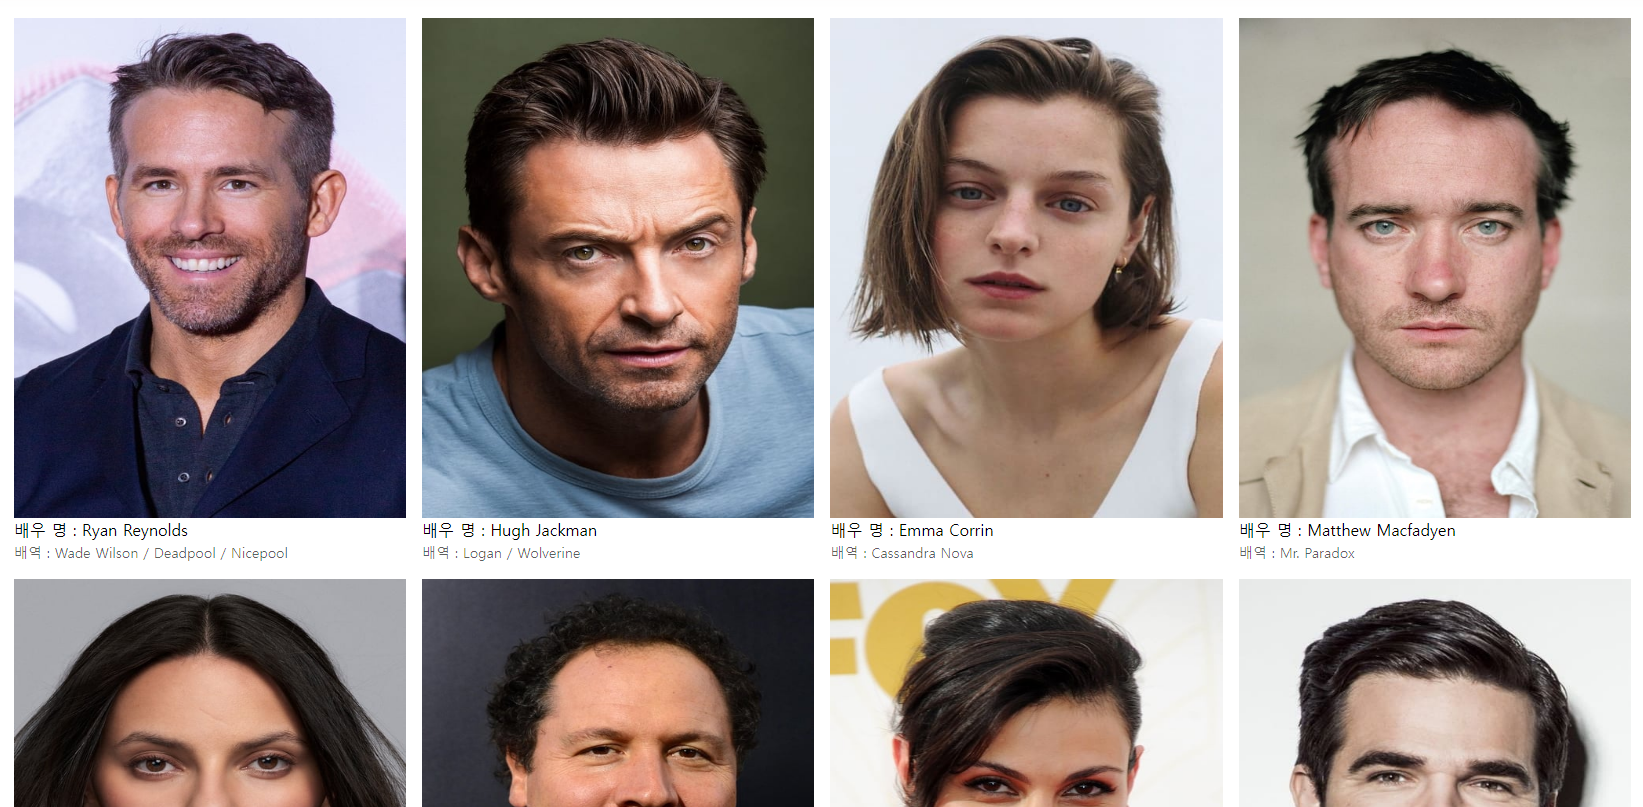 배우 명 : Ryan Reynolds
배역 : Wade Wilson / Deadpool / Nicepool
배우 명 : Hugh Jackman
배역 : Logan / Wolverine
배우 명 : Emma Corrin
배역 : Cassandra Nova
배우 명 : Matthew Macfadyen
배역 : Mr. Paradox
FOX